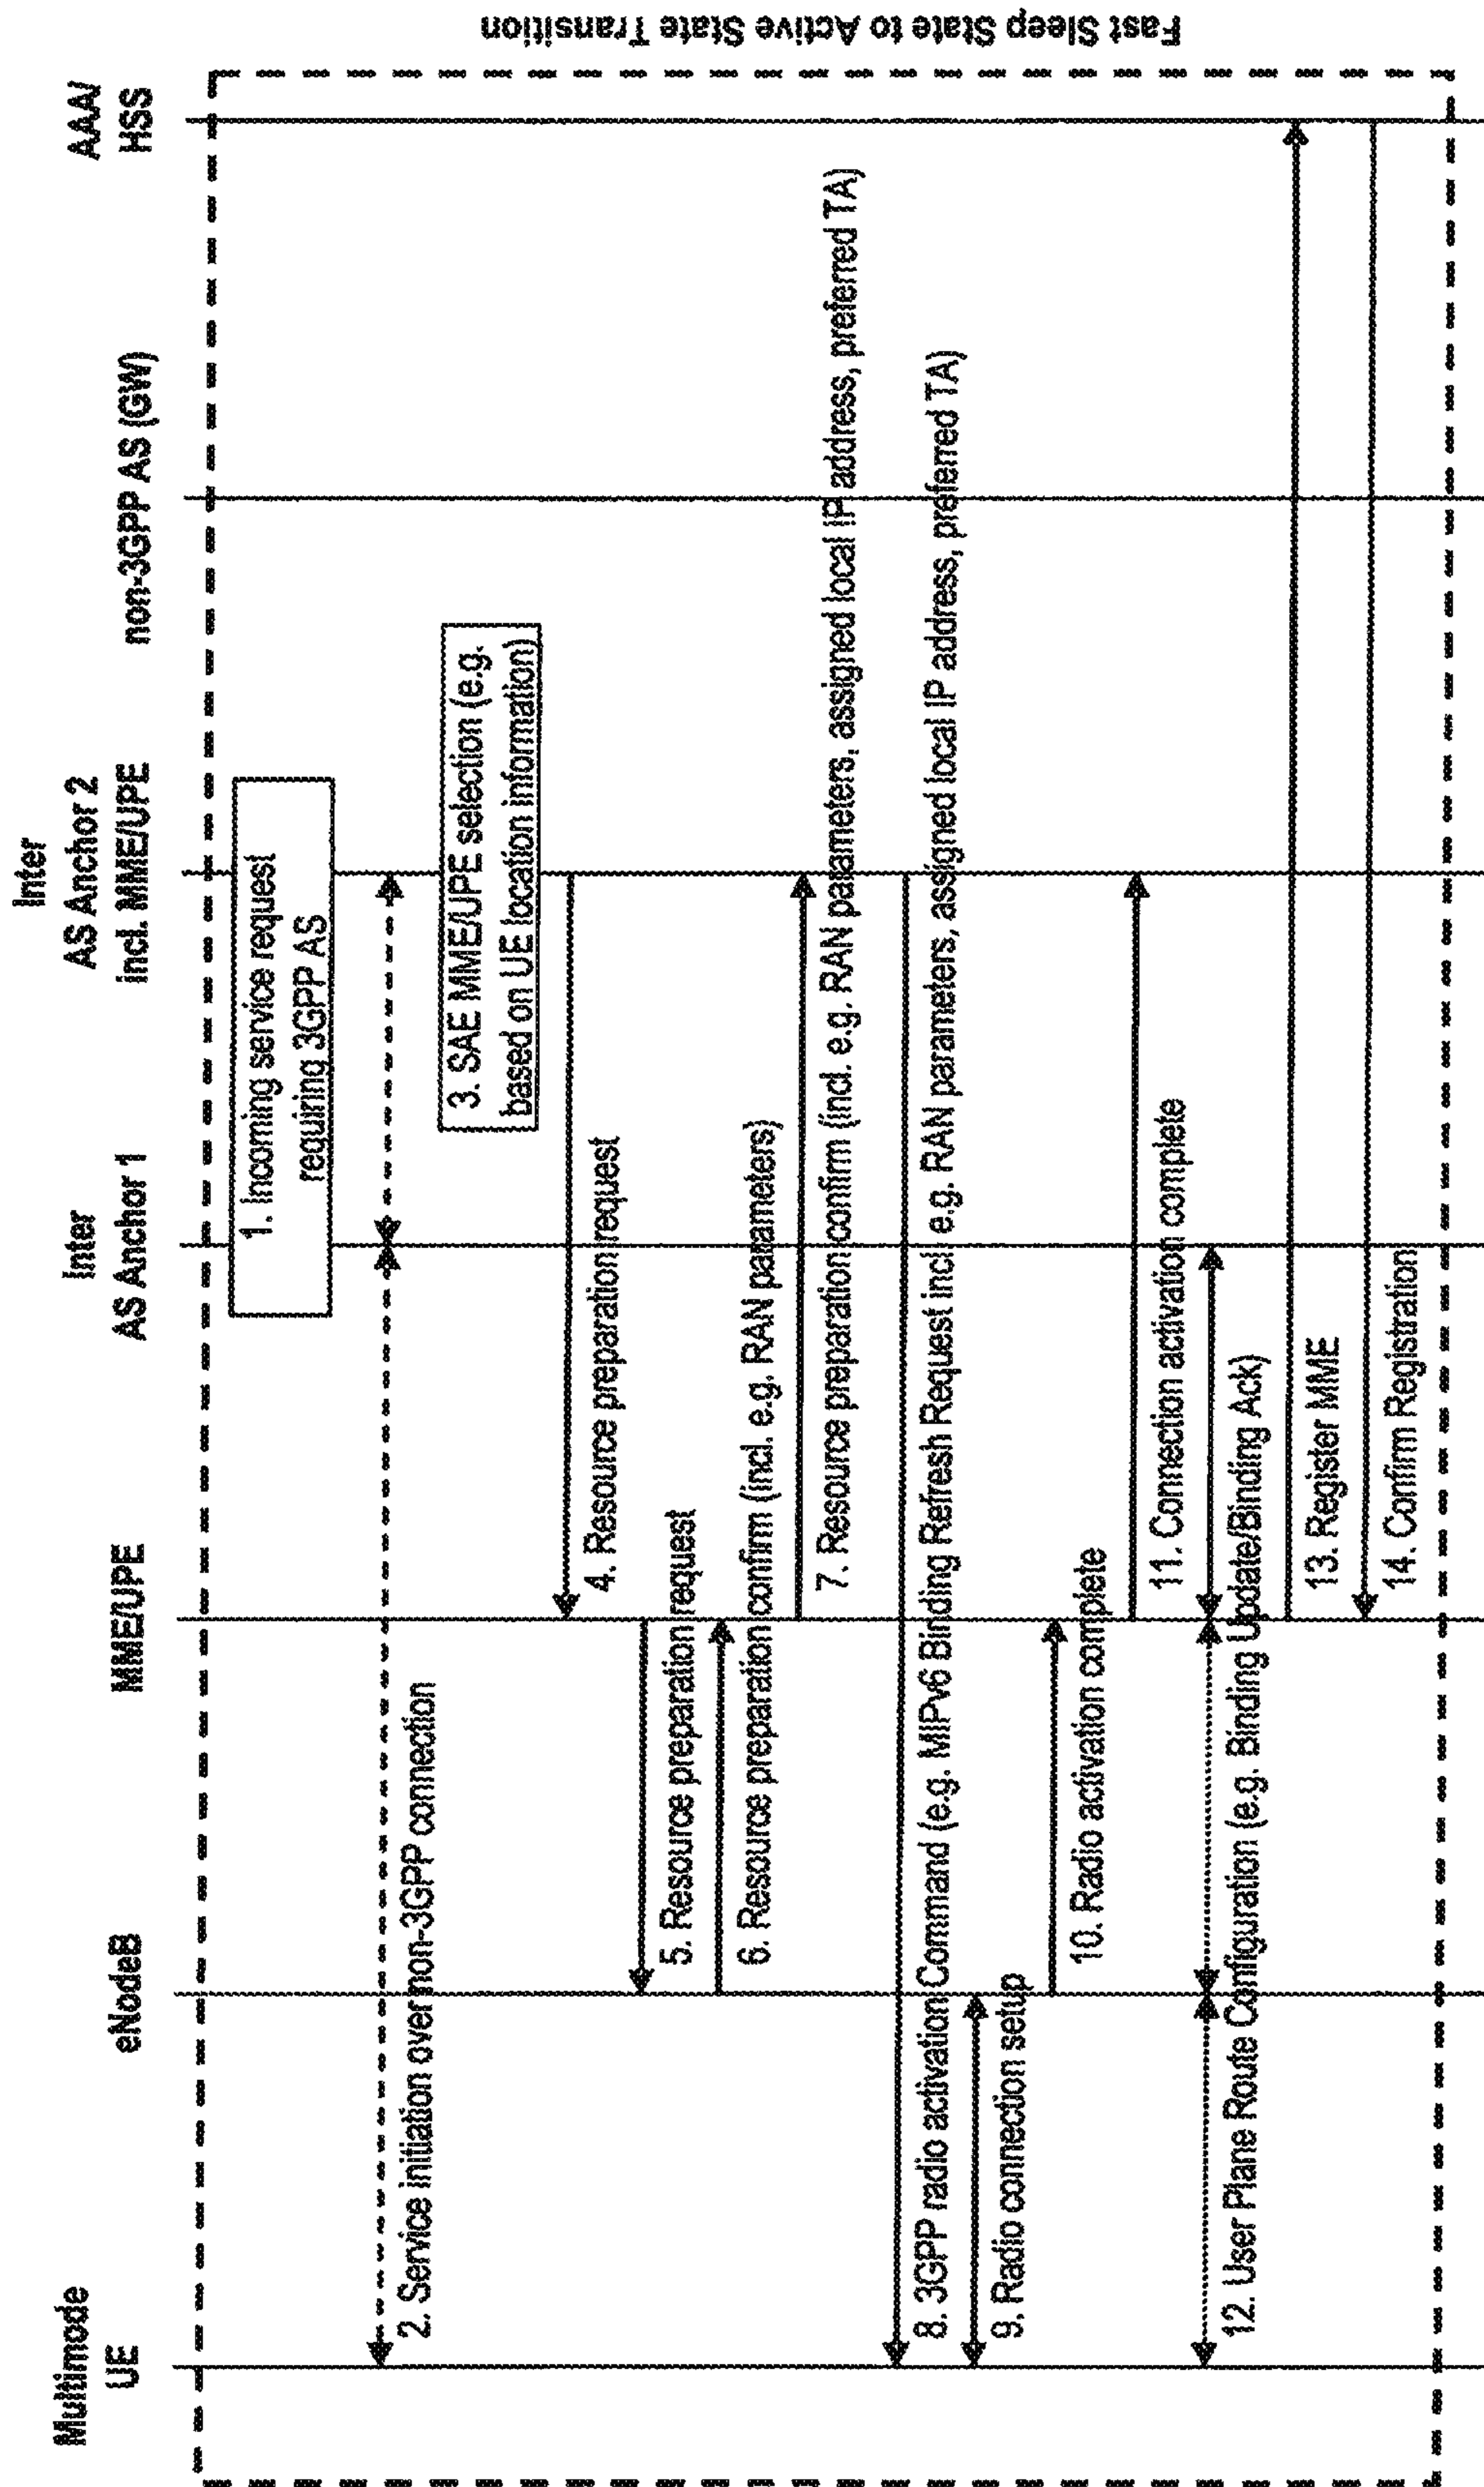 Multimode
UE
eNodeB
MME/UPE
Inter
AS Anchor 1
Inter
AS Anchor 2
incl. MME/UPE
non-3GPP AS (GW)
AAA/
HSS
1. Incoming service request
requiring 3GPP AS
2. Service initiation over non-3GPP connection
3. SAE MME/UPE selection (e.g.
based on UE location information)
4. Resource preparation request
5. Resource preparation request
6. Resource preparation confirm (incl. e.g. RAN parameters)
7. Resource preparation confirm (incl. e.g. RAN parameters, assigned local IP address, preferred TA)
8. 3GPP radio activation Command (e.g. MIPv6 Binding Refresh Request incl. e.g. RAN parameters, assigned local IP address, preferred TA)
9. Radio connection setup
10. Radio activation complete
11. Connection activation complete
12. User Plane Route Configuration (e.g. Binding Update/Binding Ack)
13. Register MME
14. Confirm Registration
Fast Sleep State to Active State Transition